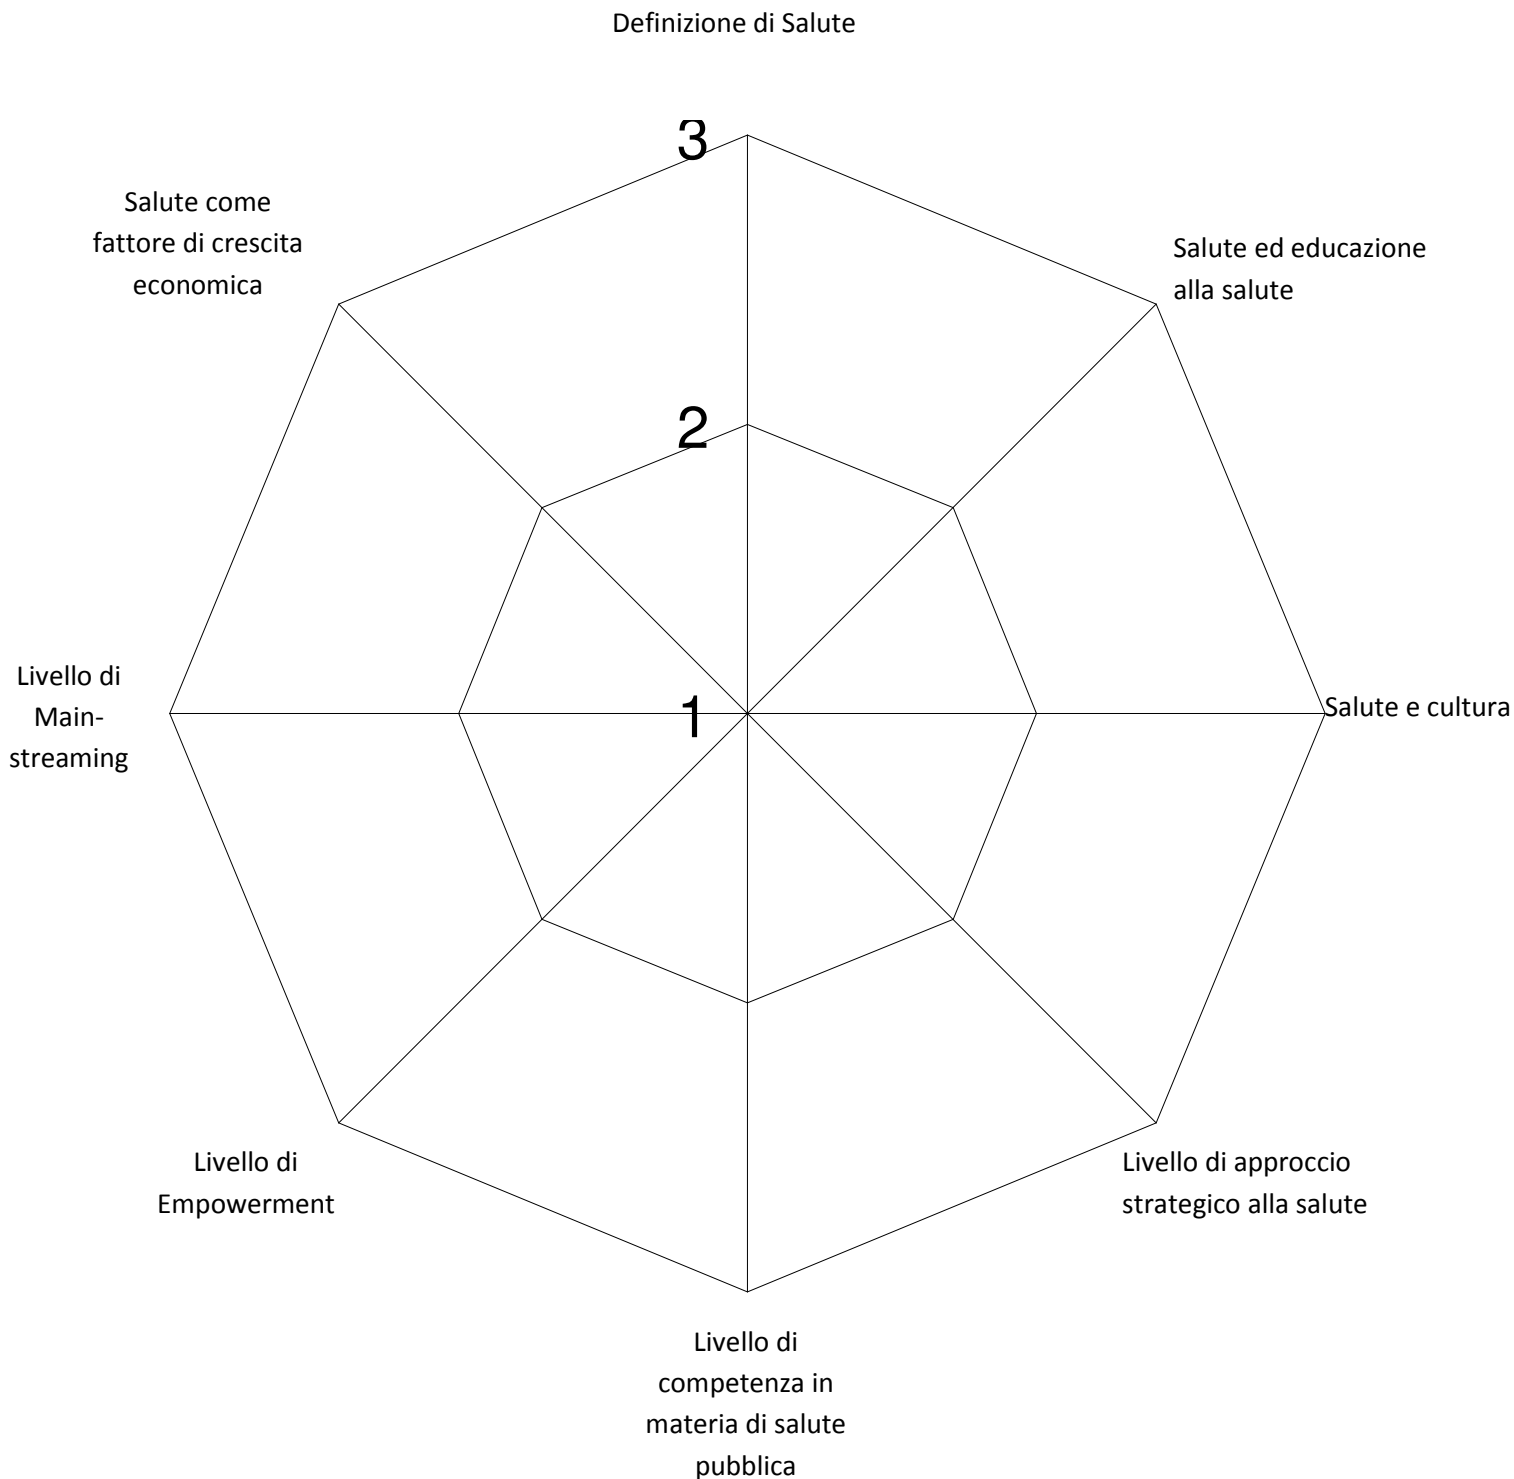 Definizione di Salute
3
Salute come
fattore di crescita
economica
Salute ed educazione
alla salute
2
Livello di
Main-
streaming
1
Salute e cultura
Livello di
Empowerment
Livello di approccio
strategico alla salute
Livello di
competenza in
materia di salute
pubblica